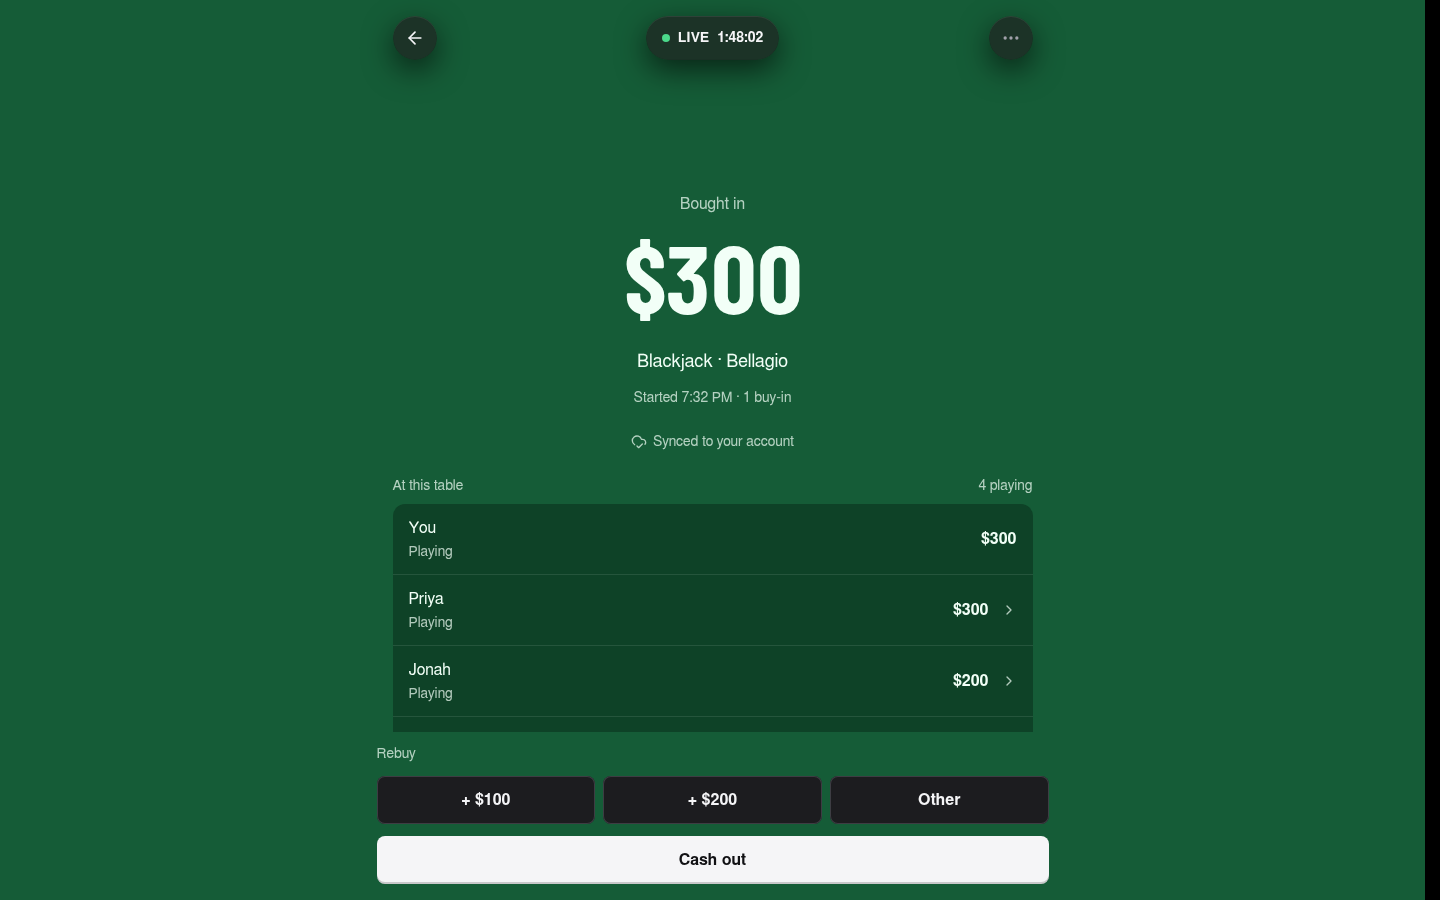 LIVE 1:48:02
Bought in
$300
Blackjack · Bellagio
Started 7:32 PM · 1 buy-in
Synced to your account
At this table
4 playing
You
Playing
$300
Priya
Playing
$300
Jonah
Playing
$200
Rebuy
+ $100
+ $200
Other
Cash out